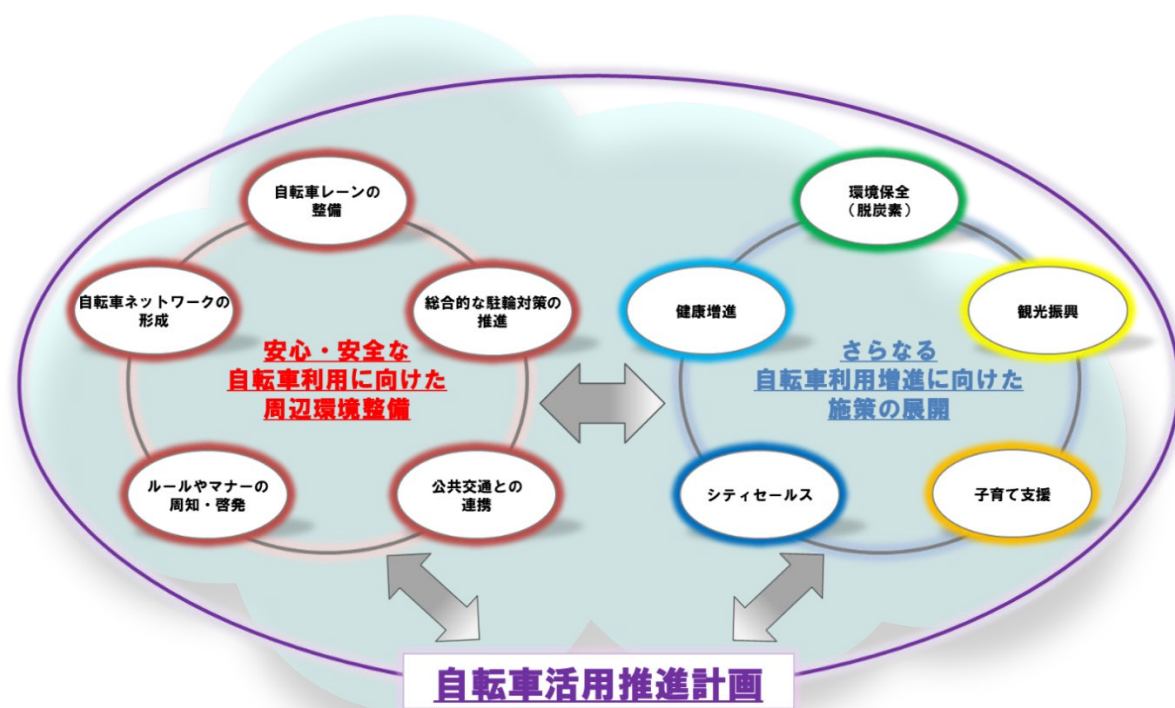 自転車レーンの
整備
自転車ネットワークの
形成
総合的な駐輪対策の
推進
安心・安全な
自転車利用に向けた
周辺環境整備
ルールやマナーの
周知・啓発
公共交通との
連携
環境保全
（脱炭素）
健康増進
観光振興
さらなる
自転車利用増進に向けた
施策の展開
シティセールス
子育て支援
自転車活用推進計画